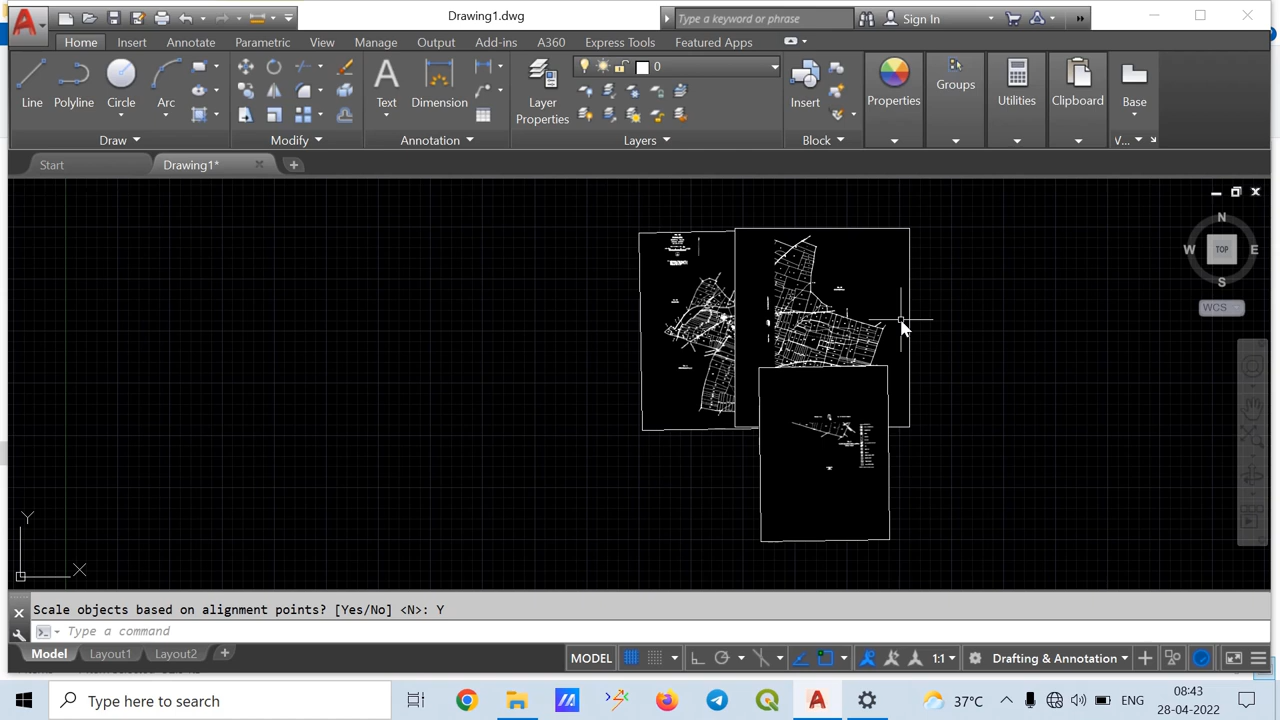 Drawing1.dwg
Type a keyword or phrase
Sign In
Home Insert Annotate Parametric View Manage Output Add-ins A360 Express Tools Featured Apps
0
Line Polyline Circle Arc
Text Dimension
Layer
Properties
Insert
Properties Groups Utilities Clipboard Base
Draw Modify Annotation Layers Block V...
Start Drawing1*
N
W TOP E
S
WCS
Y
X
Scale objects based on alignment points? [Yes/No] <N>: Y
Type a command
Model Layout1 Layout2
MODEL 1:1 Drafting & Annotation
Type here to search
37°C
ENG
08:43
28-04-2022